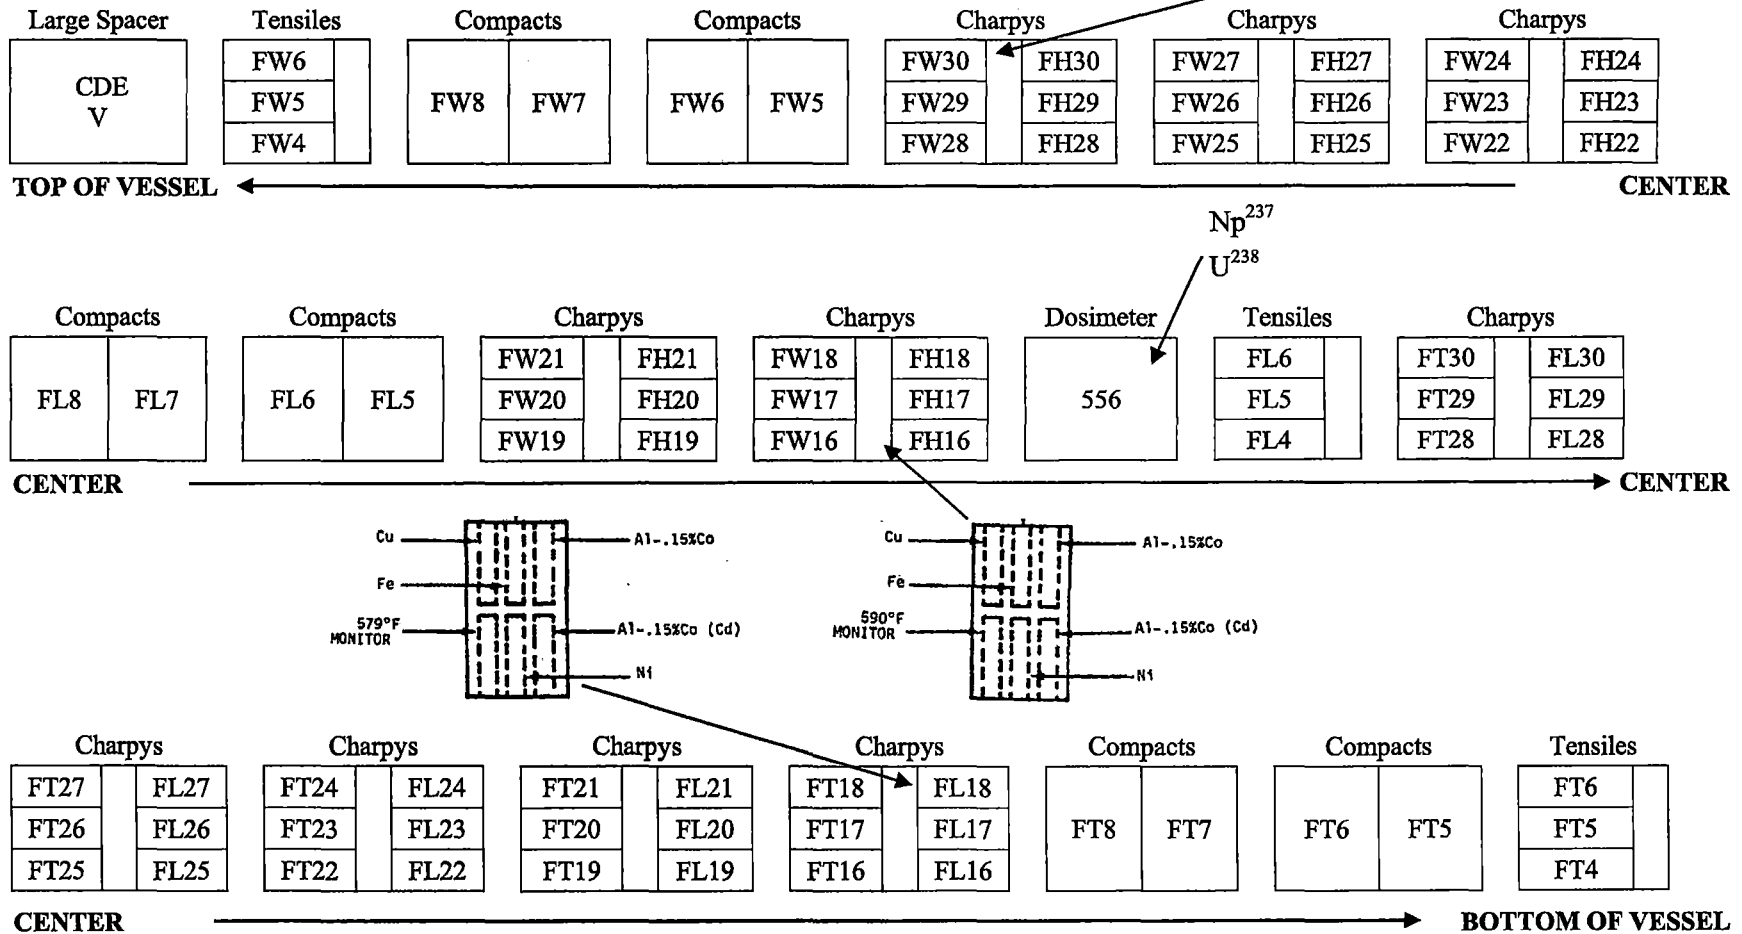 Large Spacer Tensiles Compacts Compacts Charpys Charpys Charpys
CDE
V
FW6
FW5
FW4
FW8 FW7
FW6 FW5
FW30 FH30
FW29 FH29
FW28 FH28
FW27 FH27
FW26 FH26
FW25 FH25
FW24 FH24
FW23 FH23
FW22 FH22
TOP OF VESSEL CENTER
Np²³⁷
U²³⁸
Compacts Compacts Charpys Charpys Dosimeter Tensiles Charpys
FL8 FL7
FL6 FL5
FW21 FH21
FW20 FH20
FW19 FH19
FW18 FH18
FW17 FH17
FW16 FH16
556
FL6
FL5
FL4
FT30 FL30
FT29 FL29
FT28 FL28
CENTER CENTER
Cu Al-.15%Co
Fe
579°F
MONITOR
Al-.15%Co (Cd)
Ni
Cu Al-.15%Co
Fe
590°F
MONITOR
Al-.15%Co (Cd)
Ni
Charpys Charpys Charpys Charpys Compacts Compacts Tensiles
FT27 FL27
FT26 FL26
FT25 FL25
FT24 FL24
FT23 FL23
FT22 FL22
FT21 FL21
FT20 FL20
FT19 FL19
FT18 FL18
FT17 FL17
FT16 FL16
FT8 FT7
FT6 FT5
FT6
FT5
FT4
CENTER BOTTOM OF VESSEL